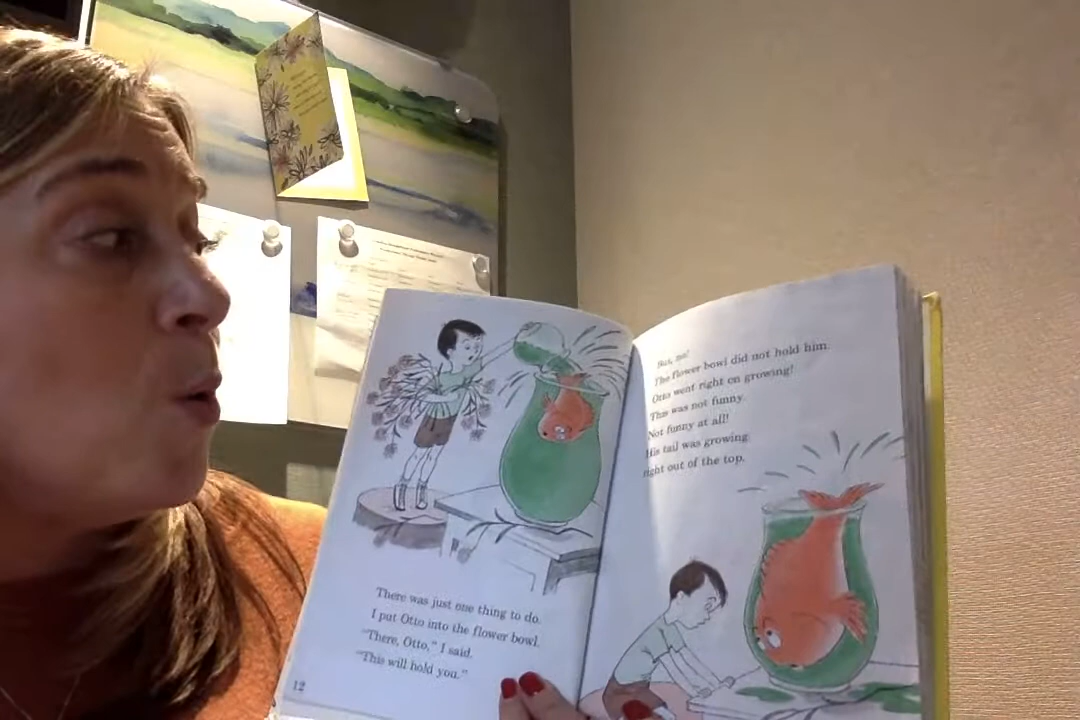 There was just one thing to do.
I put Otto into the flower bowl.
"There, Otto," I said.
"This will hold you."
12
But, no!
The flower bowl did not hold him.
Otto went right on growing!
This was not funny.
Not funny at all!
His tail was growing
right out of the top.